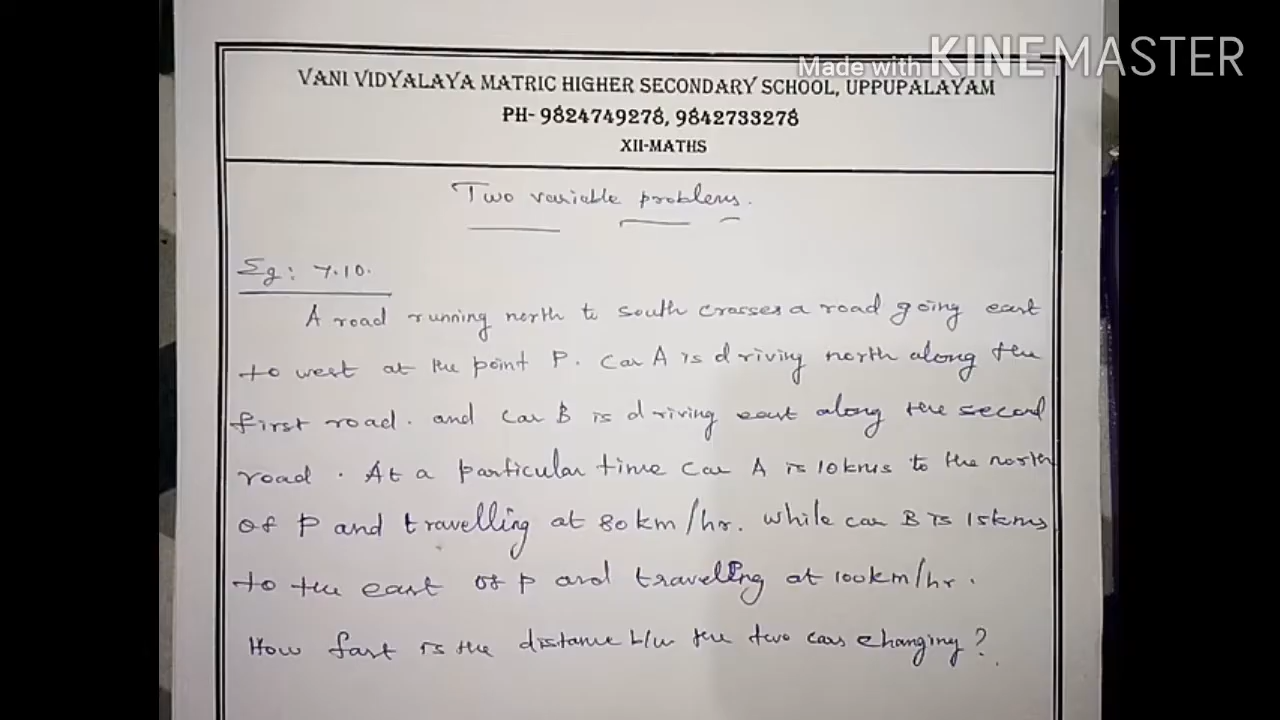 Made with KINEMASTER
VANI VIDYALAYA MATRIC HIGHER SECONDARY SCHOOL, UPPUPALAYAM
PH- 9824749278, 9842733278
XII-MATHS
Two variable problems.
Eg: 7.10.
A road running north to south crosses a road going east
to west at the point P. Car A is driving north along the
first road. and car B is driving east along the second
road. At a particular time car A is 10kms to the north
of P and travelling at 80 km/hr. while car B is 15kms
to the east of P and traveling at 100km/hr.
How fast is the distance b/w the two cars changing?